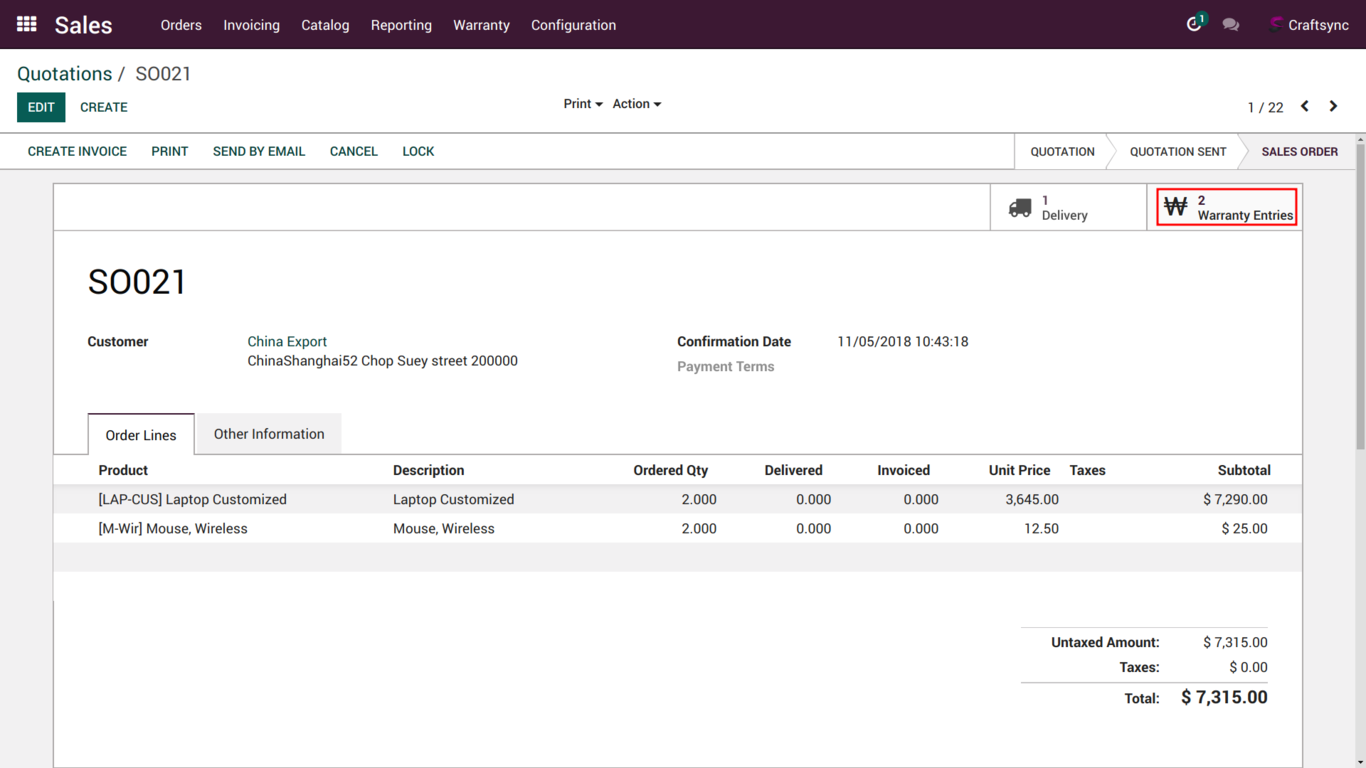 Sales Orders Invoicing Catalog Reporting Warranty Configuration 1 Craftsync
Quotations / SO021
EDIT CREATE Print Action 1 / 22
CREATE INVOICE PRINT SEND BY EMAIL CANCEL LOCK QUOTATION QUOTATION SENT SALES ORDER
1 Delivery
2 Warranty Entries
SO021
Customer China Export Confirmation Date 11/05/2018 10:43:18
ChinaShanghai52 Chop Suey street 200000 Payment Terms
Order Lines Other Information
Product Description Ordered Qty Delivered Invoiced Unit Price Taxes Subtotal
[LAP-CUS] Laptop Customized Laptop Customized 2.000 0.000 0.000 3,645.00 $ 7,290.00
[M-Wir] Mouse, Wireless Mouse, Wireless 2.000 0.000 0.000 12.50 $ 25.00
Untaxed Amount: $ 7,315.00
Taxes: $ 0.00
Total: $ 7,315.00